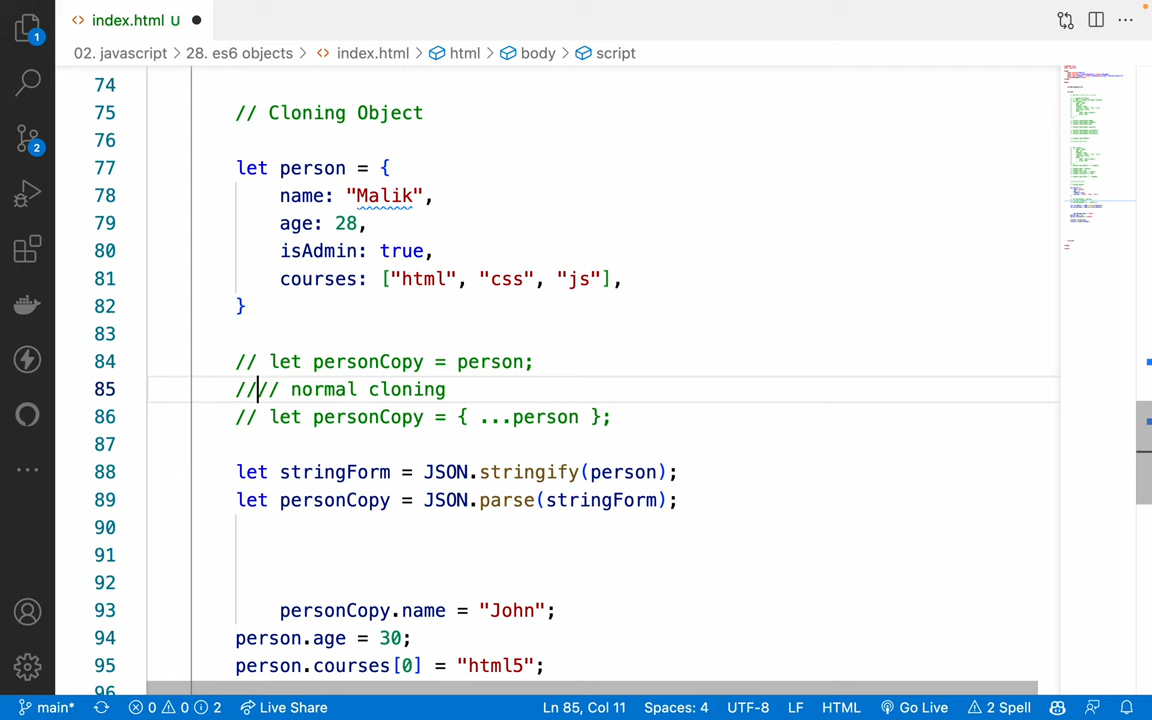 index.html U
02. javascript > 28. es6 objects > index.html > html > body > script
1
2
74
75 // Cloning Object
76
77 let person = {
78 name: "Malik",
79 age: 28,
80 isAdmin: true,
81 courses: ["html", "css", "js"],
82 }
83
84 // let personCopy = person;
85 //// normal cloning
86 // let personCopy = { ...person };
87
88 let stringForm = JSON.stringify(person);
89 let personCopy = JSON.parse(stringForm);
90
91
92
93 personCopy.name = "John";
94 person.age = 30;
95 person.courses[0] = "html5";
96
main* 0 0 2 Live Share Ln 85, Col 11 Spaces: 4 UTF-8 LF HTML Go Live 2 Spell